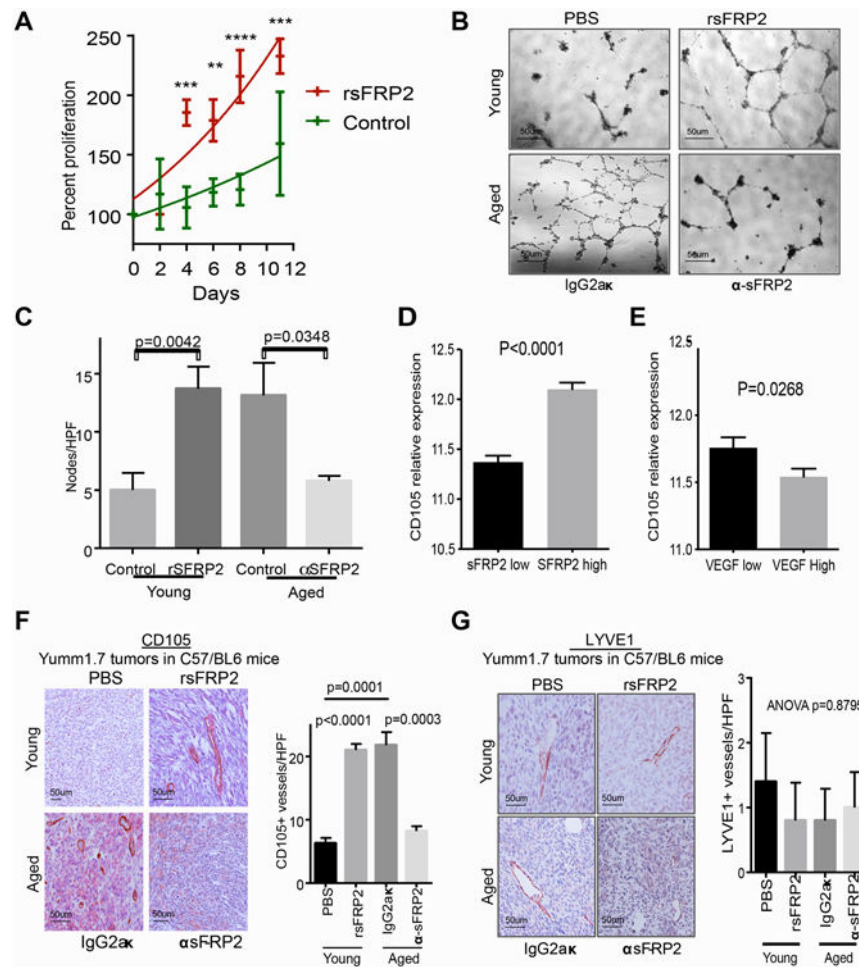 A
250
200
150
100
Percent proliferation
0 2 4 6 8 10 12
Days
***
**
****
***
rsFRP2
Control
B
PBS rsFRP2
Young
Aged
50um
50um
50um
50um
IgG2aκ α-sFRP2
C
p=0.0042
p=0.0348
Nodes/HPF
15
10
5
0
Control rSFRP2 Control αSFRP2
Young Aged
D
P<0.0001
CD105 relative expression
12.5
12.0
11.5
11.0
10.5
sFRP2 low SFRP2 high
E
P=0.0268
CD105 relative expression
12.5
12.0
11.5
11.0
VEGF low VEGF High
F
CD105
Yumm1.7 tumors in C57/BL6 mice
PBS rsFRP2
Young
Aged
50um
50um
50um
50um
IgG2aκ αsFRP2
p=0.0001
p<0.0001 p=0.0003
CD105+ vessels/HPF
20
10
0
PBS
rsFRP2
IgG2aκ
α-sFRP2
Young Aged
G
LYVE1
Yumm1.7 tumors in C57/BL6 mice
PBS rsFRP2
Young
Aged
50um
50um
50um
50um
IgG2aκ αsFRP2
ANOVA p=0.8795
LYVE1+ vessels/HPF
3
2
1
0
PBS
rsFRP2
IgG2aκ
α-sFRP2
Young Aged